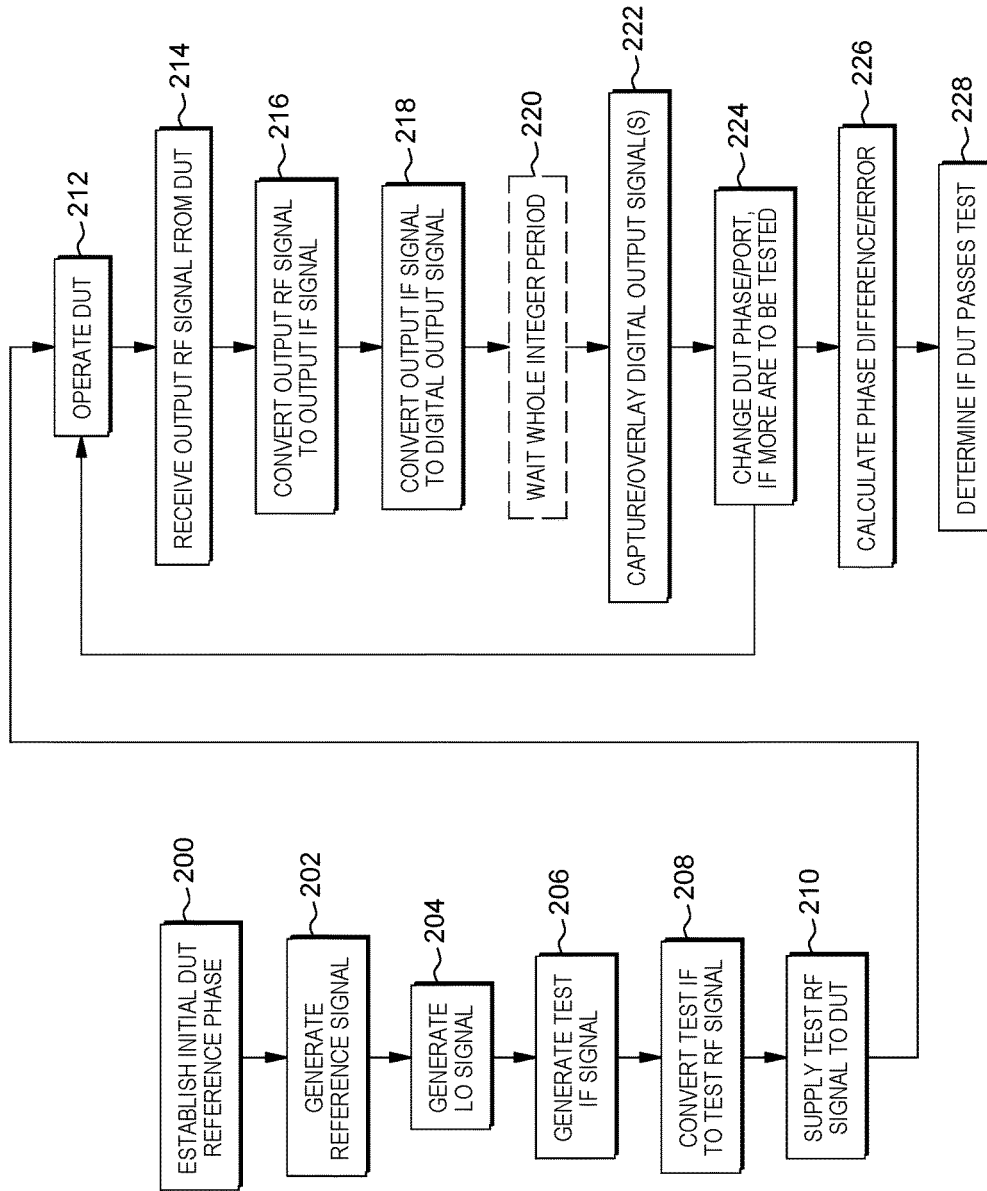 200
ESTABLISH INITIAL DUT
REFERENCE PHASE
202
GENERATE
REFERENCE SIGNAL
204
GENERATE
LO SIGNAL
206
GENERATE TEST
IF SIGNAL
208
CONVERT TEST IF
TO TEST RF SIGNAL
210
SUPPLY TEST RF
SIGNAL TO DUT
212
OPERATE DUT
214
RECEIVE OUTPUT RF SIGNAL FROM DUT
216
CONVERT OUTPUT RF SIGNAL
TO OUTPUT IF SIGNAL
218
CONVERT OUTPUT IF SIGNAL
TO DIGITAL OUTPUT SIGNAL
220
WAIT WHOLE INTEGER PERIOD
222
CAPTURE/OVERLAY DIGITAL OUTPUT SIGNAL(S)
224
CHANGE DUT PHASE/PORT,
IF MORE ARE TO BE TESTED
226
CALCULATE PHASE DIFFERENCE/ERROR
228
DETERMINE IF DUT PASSES TEST